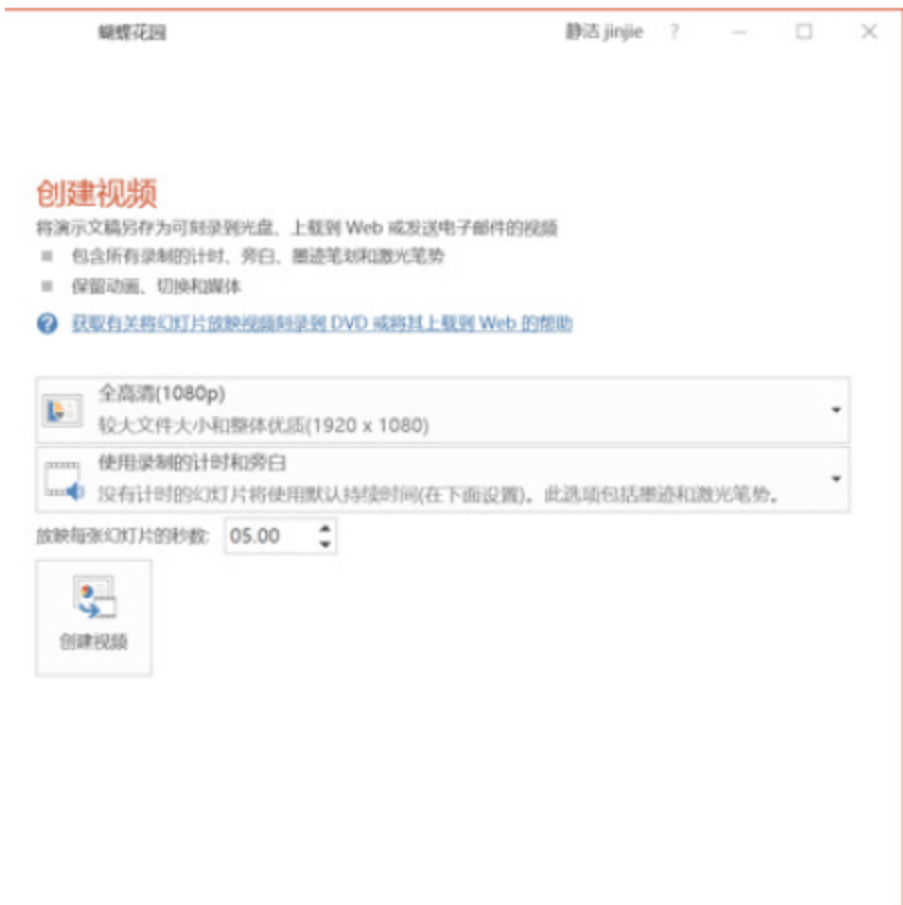 蝴蝶花园 静洁 jinjie ?
创建视频
将演示文稿另存为可刻录到光盘、上载到 Web 或发送电子邮件的视频
包含所有录制的计时、旁白、墨迹笔划和激光笔势
保留动画、切换和媒体
? 获取有关将幻灯片放映视频刻录到 DVD 或将其上载到 Web 的帮助
全高清(1080p)
较大文件大小和整体优质(1920 x 1080)
使用录制的计时和旁白
没有计时的幻灯片将使用默认持续时间(在下面设置)。此选项包括墨迹和激光笔势。
放映每张幻灯片的秒数: 05.00
创建视频